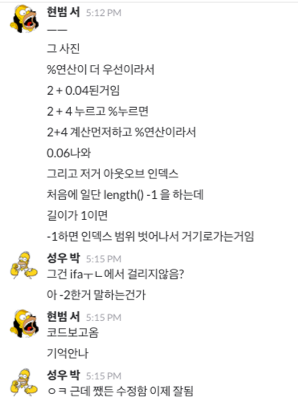 현범 서 5:12 PM
ㅡㅡ
그 사진
%연산이 더 우선이라서
2 + 0.04된거임
2 + 4 누르고 %누르면
2+4 계산먼저하고 %연산이라서
0.06나와
그리고 저거 아웃오브 인덱스
처음에 일단 length() -1 을 하는데
길이가 1이면
-1하면 인덱스 범위 벗어나서 거기로가는거임
성우 박 5:15 PM
그건 ifaㅜㄴ에서 걸리지않음?
아 -2한거 말하는건가
현범 서 5:15 PM
코드보고옴
기억안나
성우 박 5:15 PM
ㅇㅋ 근데 쨌든 수정함 이제 잘됨